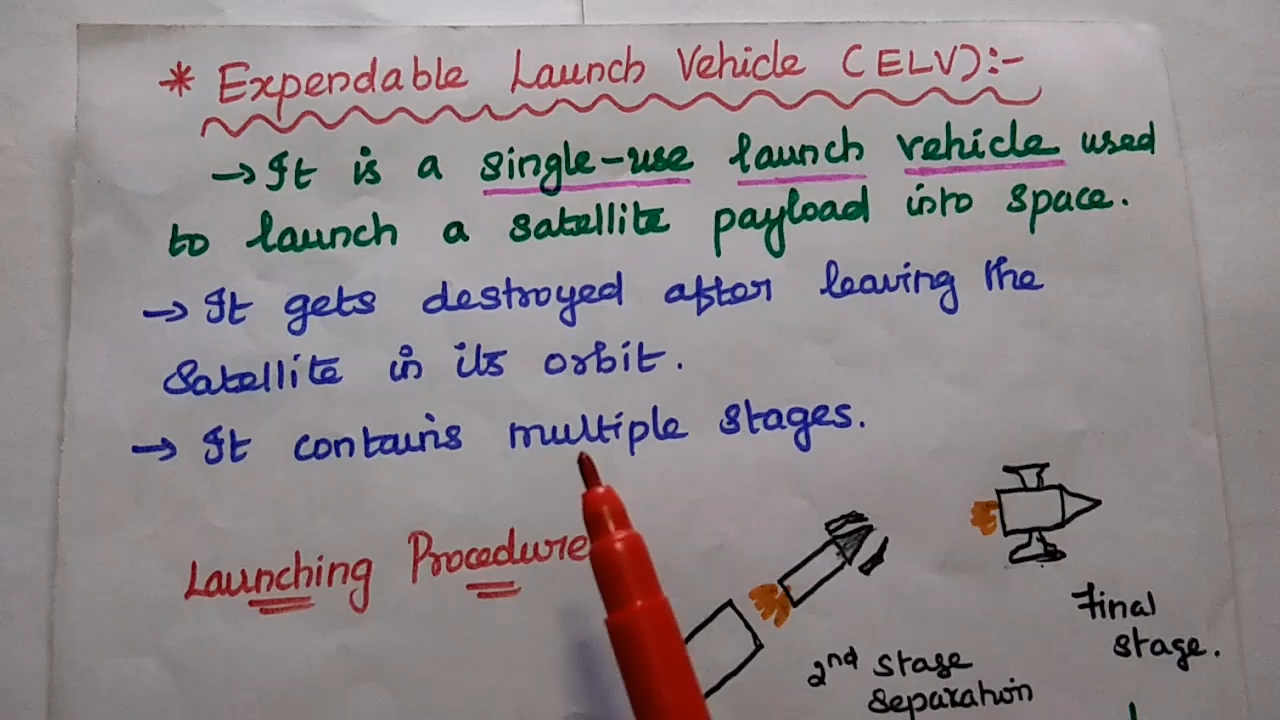 * Expendable Launch Vehicle (ELV):-
→ It is a single-use launch vehicle used
to launch a satellite payload into space.
→ It gets destroyed after leaving the
satellite in its orbit.
→ It contains multiple stages.
Launching Procedure
2nd stage
separation
Final
stage.